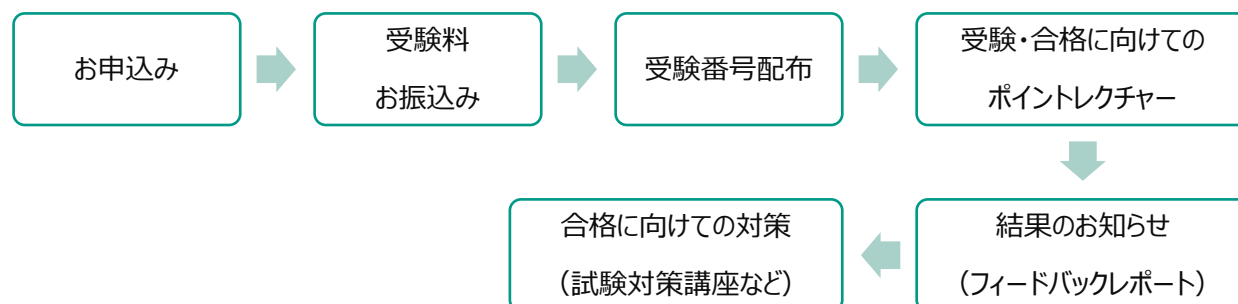 お申込み
受験料
お振込み
受験番号配布
受験・合格に向けての
ポイントレクチャー
結果のお知らせ
（フィードバックレポート）
合格に向けての対策
（試験対策講座など）